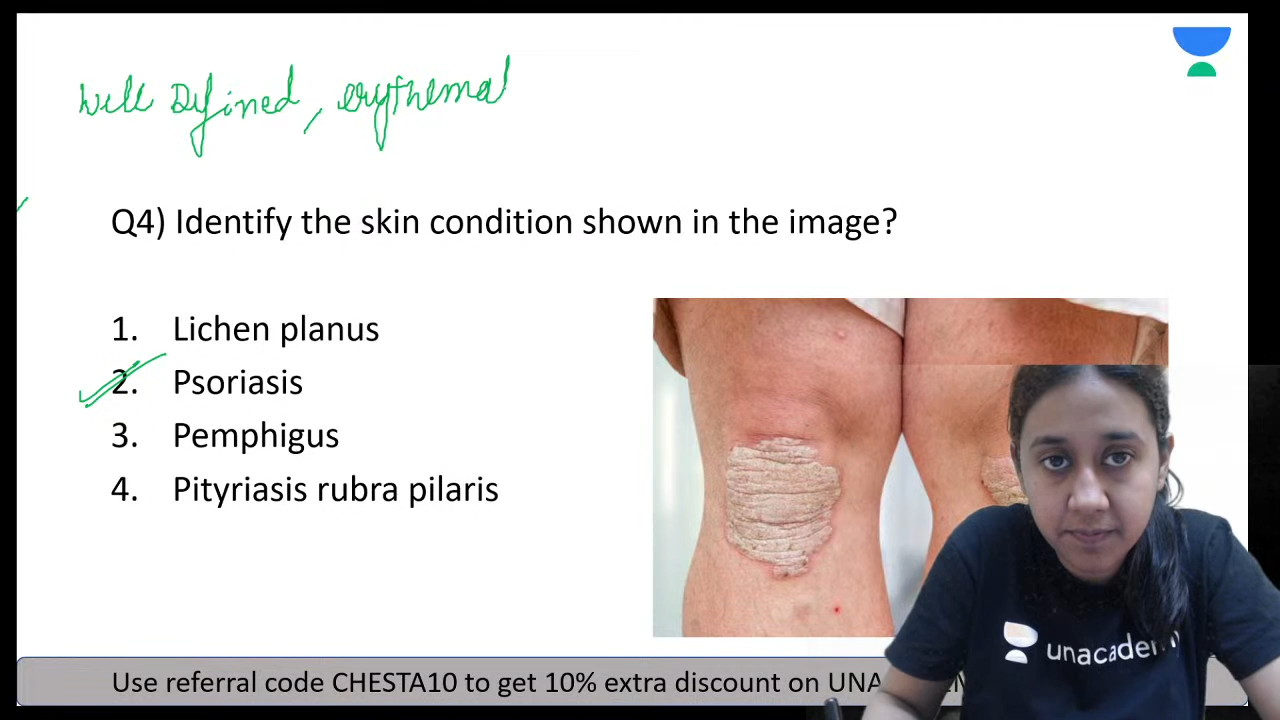 Well Defined, erythema
Q4) Identify the skin condition shown in the image?
1. Lichen planus
2. Psoriasis
3. Pemphigus
4. Pityriasis rubra pilaris
unacademy
Use referral code CHESTA10 to get 10% extra discount on